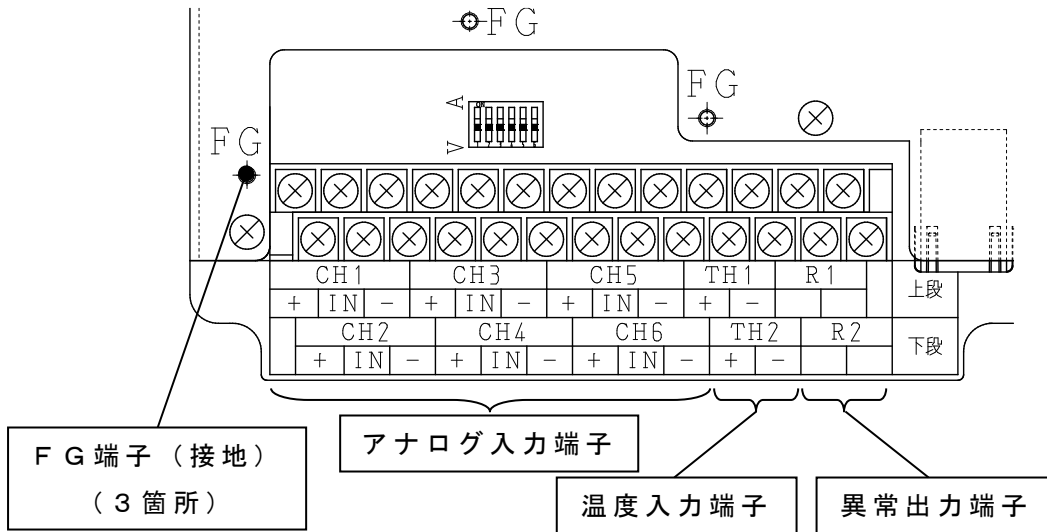 FG
FG
A
ON
V
FG
CH1 CH3 CH5 TH1 R1 上段
+ IN - + IN - + IN - + -
CH2 CH4 CH6 TH2 R2 下段
+ IN - + IN - + IN - + -
FG端子(接地)
(3箇所)
アナログ入力端子
温度入力端子
異常出力端子